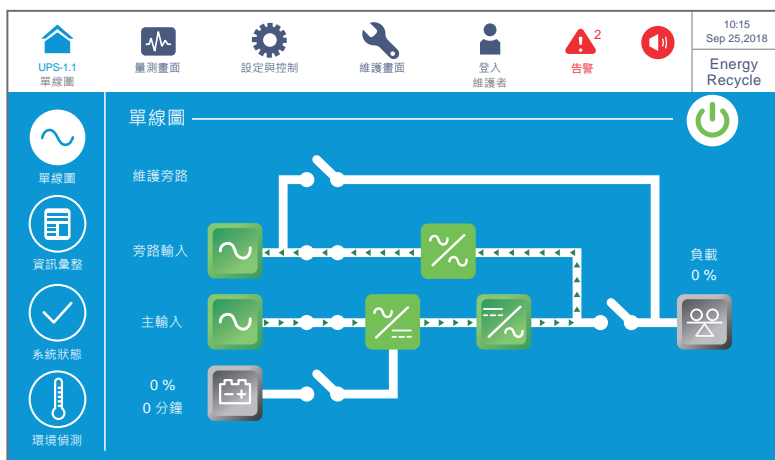 UPS-1.1
單線圖
量測畫面
設定與控制
維護畫面
登入
維護者
2
告警
10:15
Sep 25,2018
Energy
Recycle
單線圖
資訊彙整
系統狀態
環境偵測
單線圖
維護旁路
旁路輸入
負載
0 %
主輸入
0 %
0 分鐘